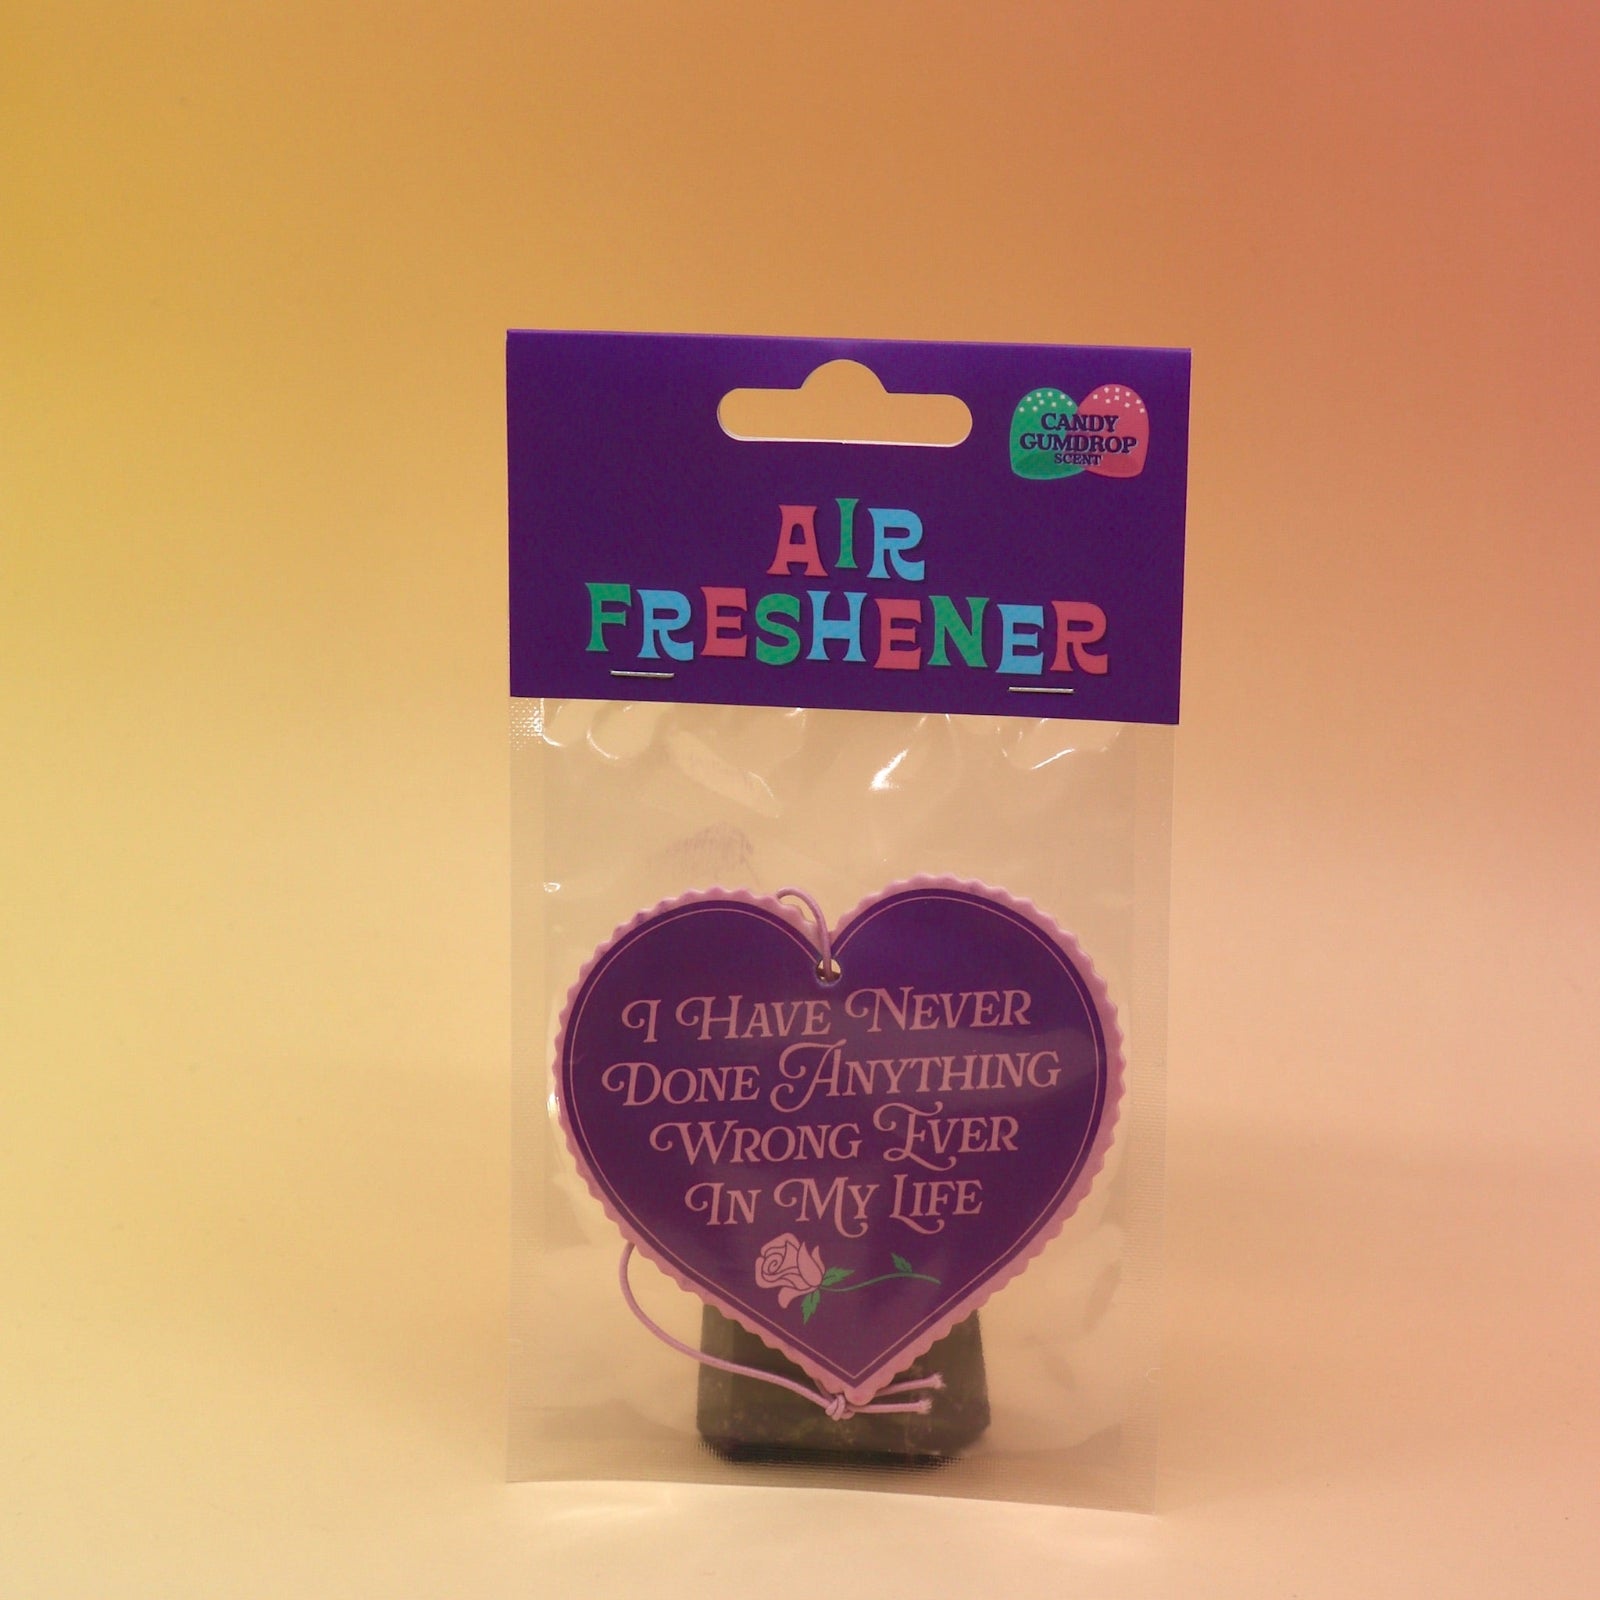 CANDY
GUMDROP
SCENT
AIR
FRESHENER
I HAVE NEVER
DONE ANYTHING
WRONG EVER
IN MY LIFE